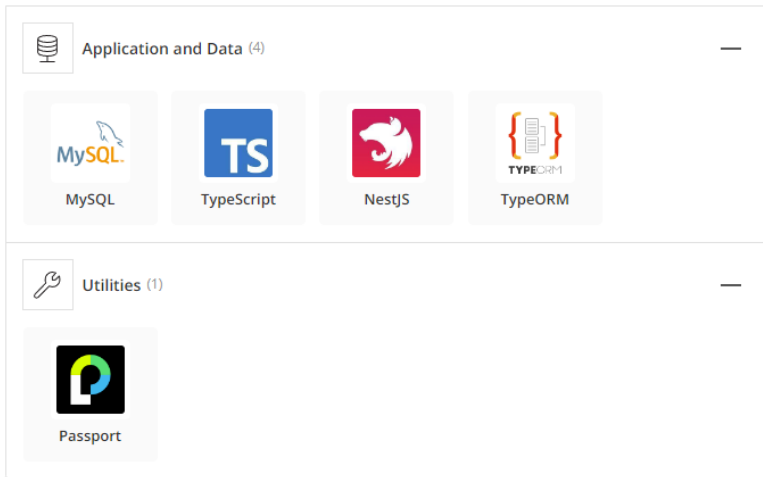 Application and Data (4)
MySQL.
TS
TYPEORM
MySQL
TypeScript
NestJS
TypeORM
Utilities (1)
Passport